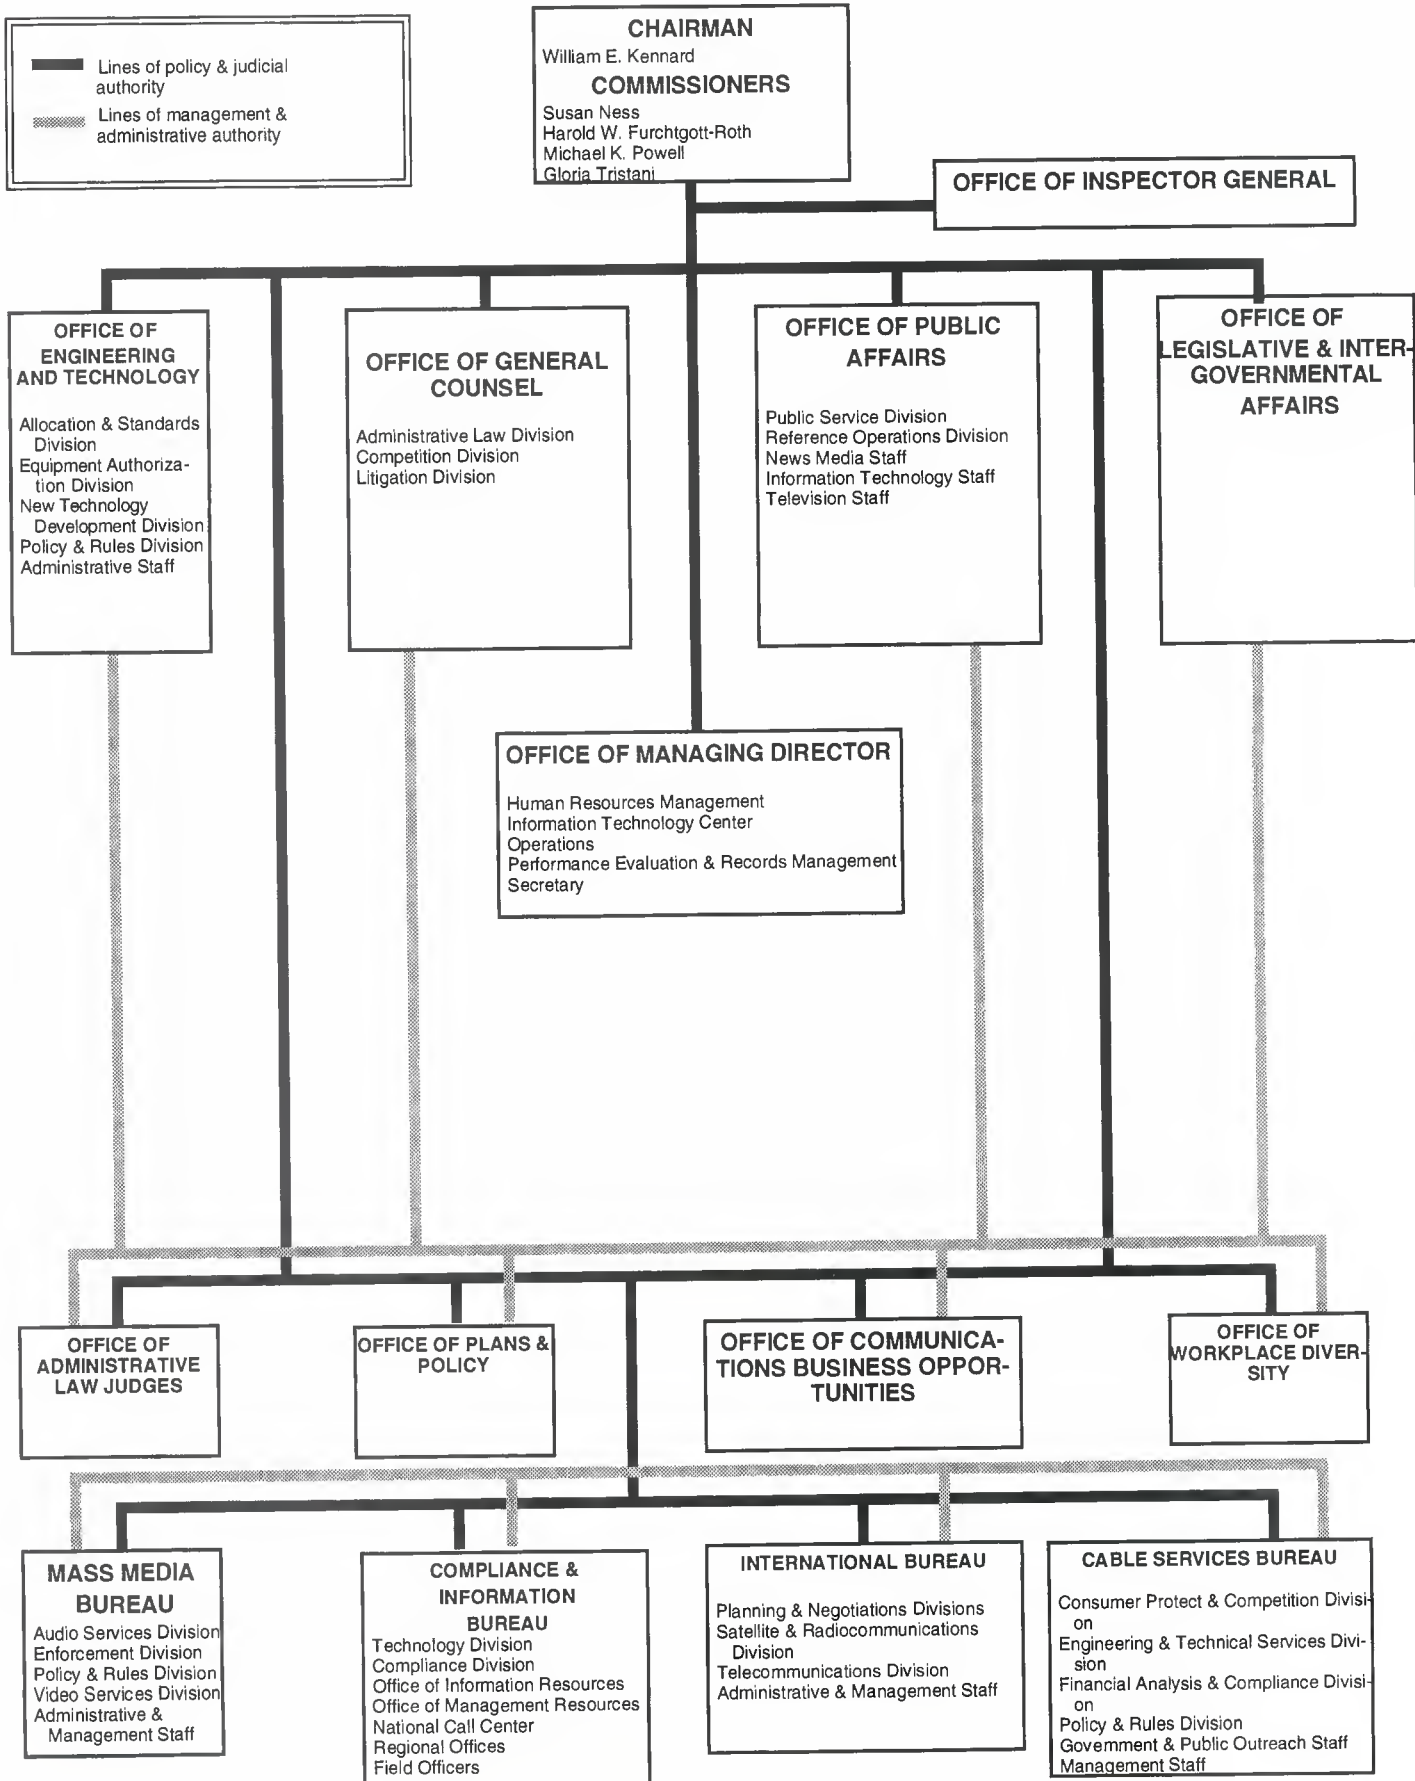 Lines of policy & judicial
authority
Lines of management &
administrative authority
CHAIRMAN
William E. Kennard
COMMISSIONERS
Susan Ness
Harold W. Furchtgott-Roth
Michael K. Powell
Gloria Tristani
OFFICE OF INSPECTOR GENERAL
OFFICE OF
ENGINEERING
AND TECHNOLOGY
Allocation & Standards
Division
Equipment Authoriza-
tion Division
New Technology
Development Division
Policy & Rules Division
Administrative Staff
OFFICE OF GENERAL
COUNSEL
Administrative Law Division
Competition Division
Litigation Division
OFFICE OF PUBLIC
AFFAIRS
Public Service Division
Reference Operations Division
News Media Staff
Information Technology Staff
Television Staff
OFFICE OF
LEGISLATIVE & INTER-
GOVERNMENTAL
AFFAIRS
OFFICE OF MANAGING DIRECTOR
Human Resources Management
Information Technology Center
Operations
Performance Evaluation & Records Management
Secretary
OFFICE OF
ADMINISTRATIVE
LAW JUDGES
OFFICE OF PLANS &
POLICY
OFFICE OF COMMUNICA-
TIONS BUSINESS OPPOR-
TUNITIES
OFFICE OF
WORKPLACE DIVER-
SITY
MASS MEDIA
BUREAU
Audio Services Division
Enforcement Division
Policy & Rules Division
Video Services Division
Administrative &
Management Staff
COMPLIANCE &
INFORMATION
BUREAU
Technology Division
Compliance Division
Office of Information Resources
Office of Management Resources
National Call Center
Regional Offices
Field Officers
INTERNATIONAL BUREAU
Planning & Negotiations Divisions
Satellite & Radiocommunications
Division
Telecommunications Division
Administrative & Management Staff
CABLE SERVICES BUREAU
Consumer Protect & Competition Divisi-
on
Engineering & Technical Services Divi-
sion
Financial Analysis & Compliance Divisi-
on
Policy & Rules Division
Government & Public Outreach Staff
Management Staff